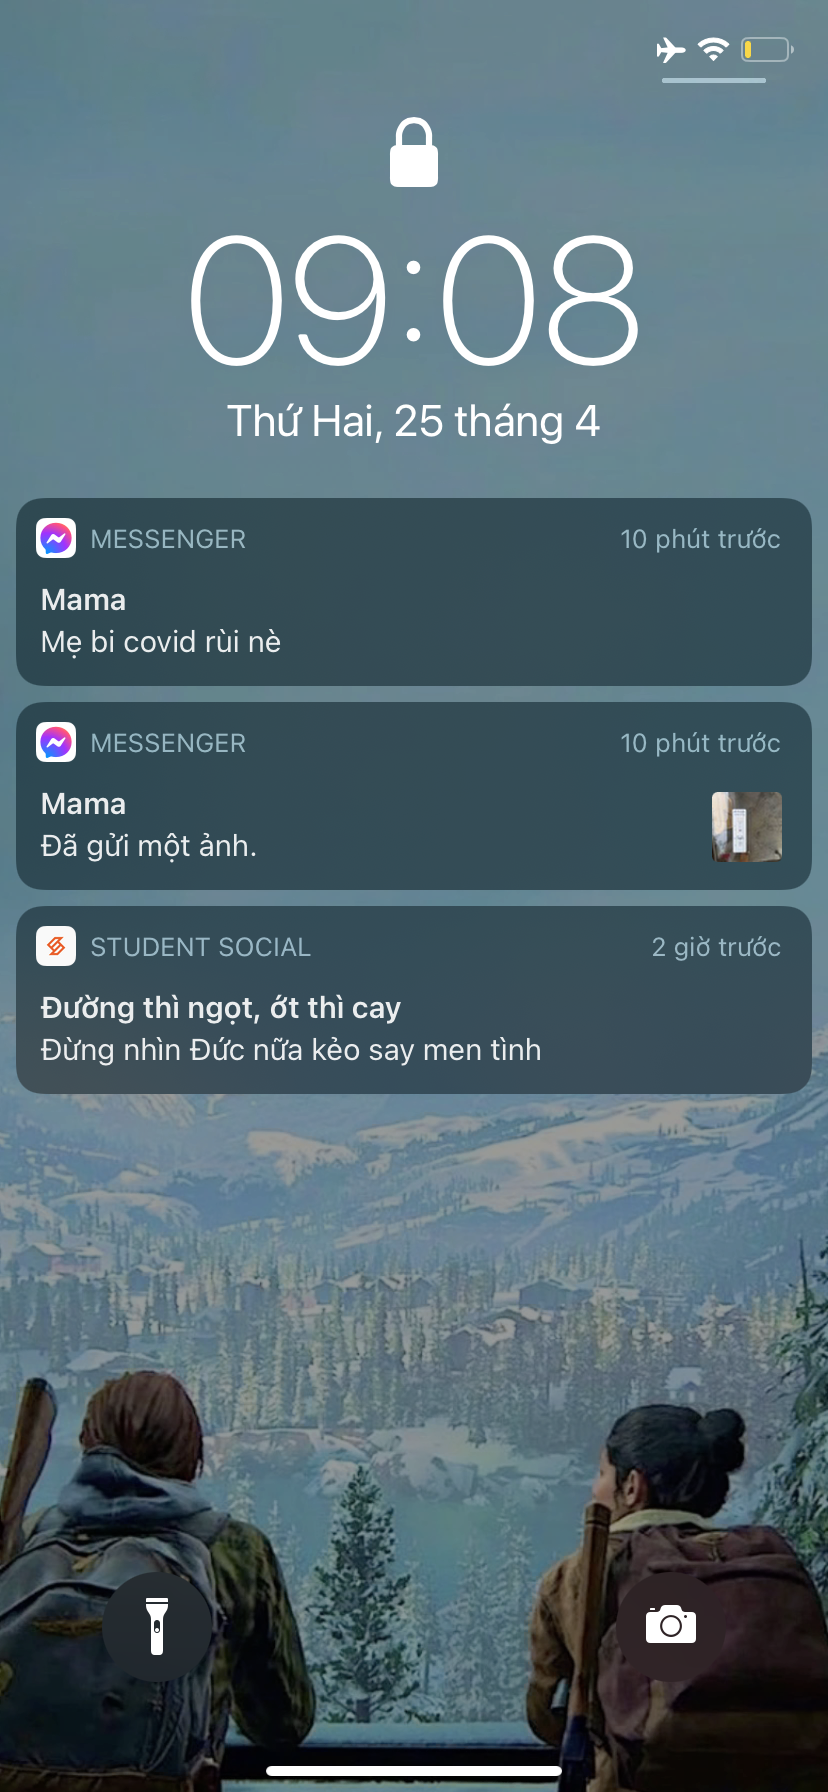 09:08
Thứ Hai, 25 tháng 4
MESSENGER 10 phút trước
Mama
Mẹ bi covid rùi nè
MESSENGER 10 phút trước
Mama
Đã gửi một ảnh.
STUDENT SOCIAL 2 giờ trước
Đường thì ngọt, ớt thì cay
Đừng nhìn Đức nữa kẻo say men tình